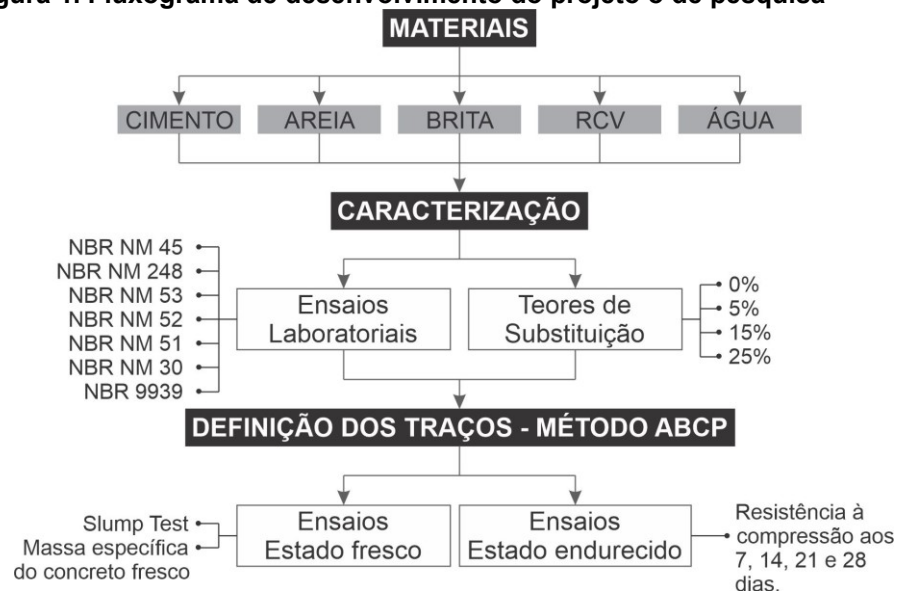 Figura 1. Fluxograma de desenvolvimento do projeto e de pesquisa
MATERIAIS
CIMENTO
AREIA
BRITA
RCV
ÁGUA
CARACTERIZAÇÃO
NBR NM 45
NBR NM 248
NBR NM 53
NBR NM 52
NBR NM 51
NBR NM 30
NBR 9939
Ensaios
Laboratoriais
Teores de
Substituição
0%
5%
15%
25%
DEFINIÇÃO DOS TRAÇOS - MÉTODO ABCP
Slump Test
Massa específica
do concreto fresco
Ensaios
Estado fresco
Ensaios
Estado endurecido
Resistência à
compressão aos
7, 14, 21 e 28
dias.